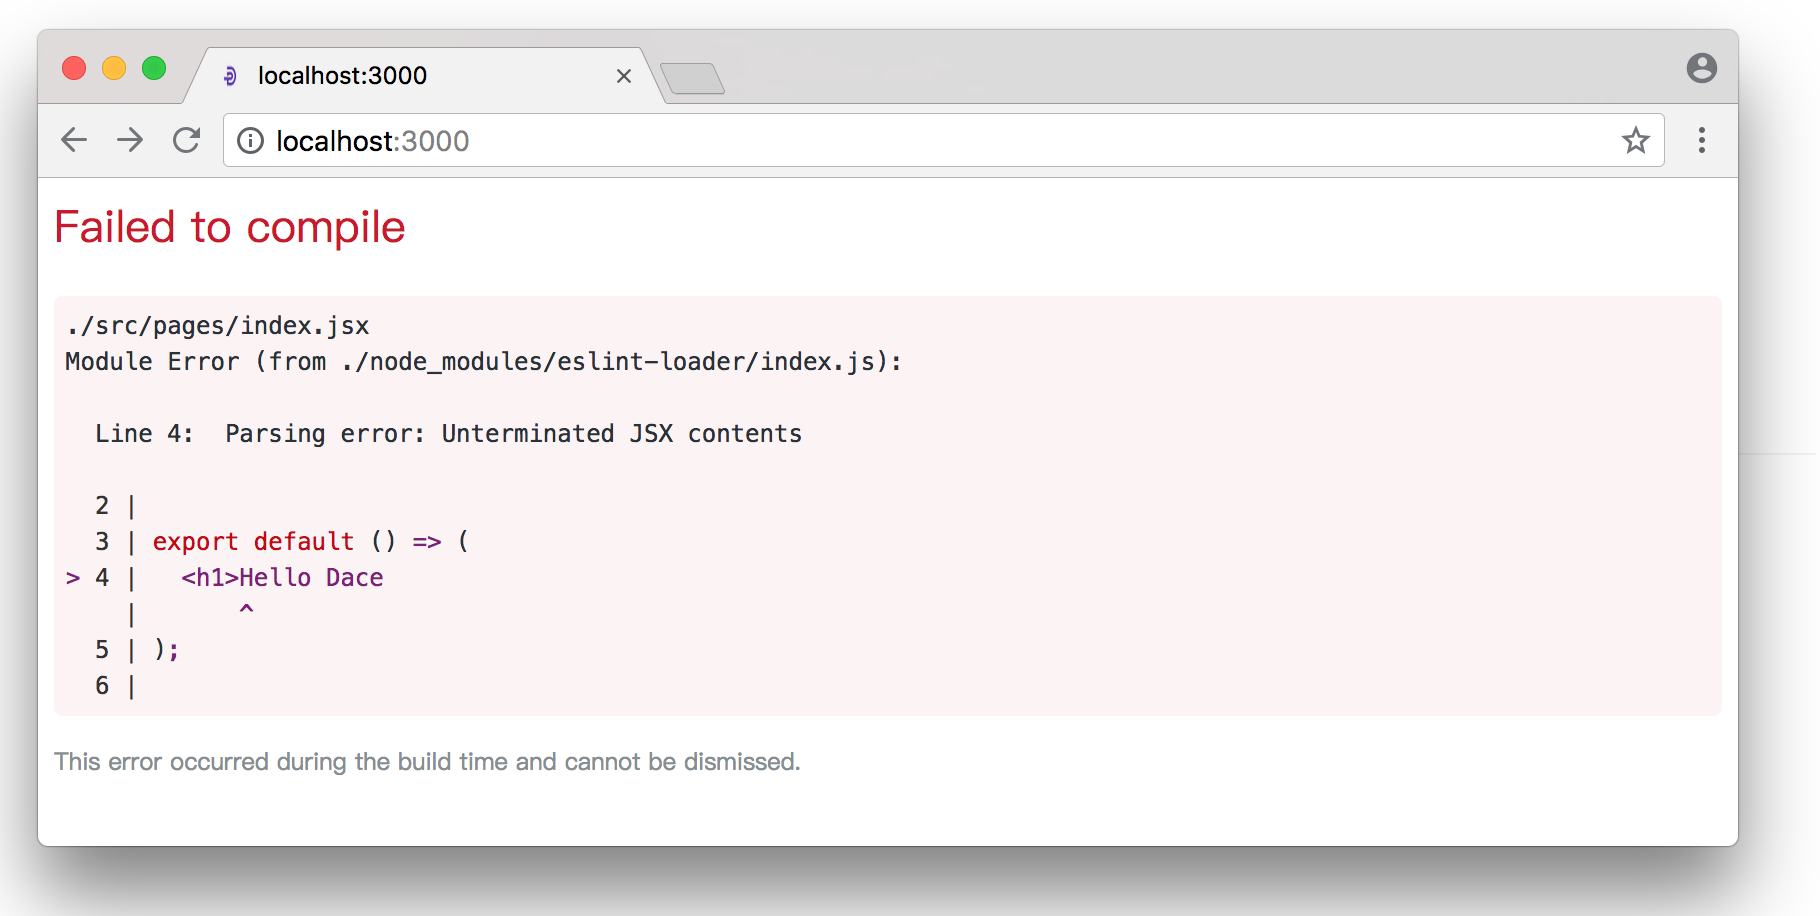 localhost:3000
localhost:3000
Failed to compile
./src/pages/index.jsx
Module Error (from ./node_modules/eslint-loader/index.js):
  Line 4:  Parsing error: Unterminated JSX contents
  2 |
  3 | export default () => (
> 4 |   <h1>Hello Dace
    |       ^
  5 | );
  6 |
This error occurred during the build time and cannot be dismissed.